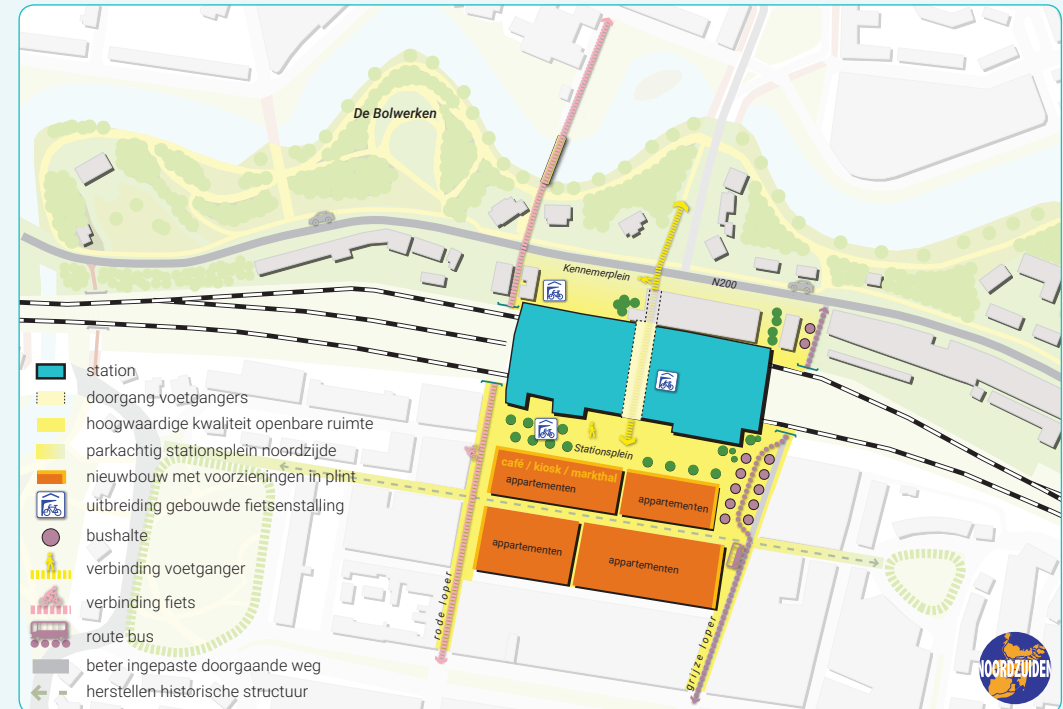 De Bolwerken
Kennemerplein
N200
station
doorgang voetgangers
hoogwaardige kwaliteit openbare ruimte
parkachtig stationsplein noordzijde
nieuwbouw met voorzieningen in plint
uitbreiding gebouwde fietsenstalling
bushalte
verbinding voetganger
verbinding fiets
route bus
beter ingepaste doorgaande weg
herstellen historische structuur
Stationsplein
café / kiosk / markthal
appartementen
appartementen
appartementen
appartementen
rode loper
grijze loper
NOORDZUIDEN